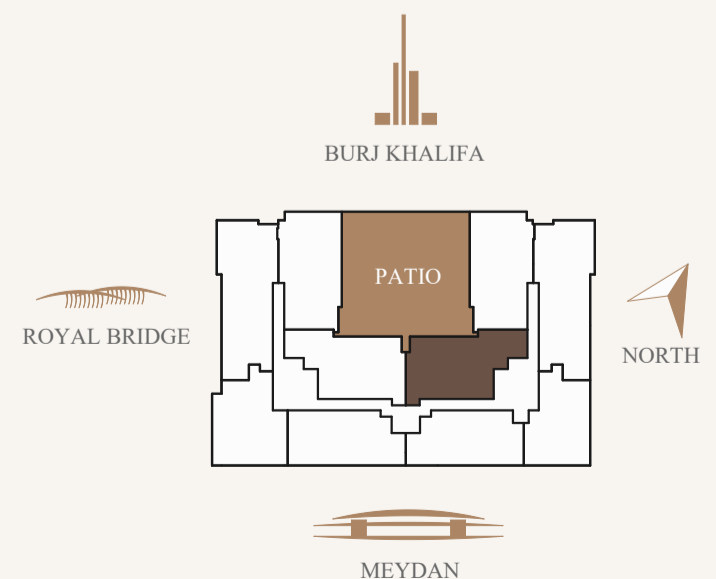 BURJ KHALIFA
PATIO
ROYAL BRIDGE
NORTH
MEYDAN